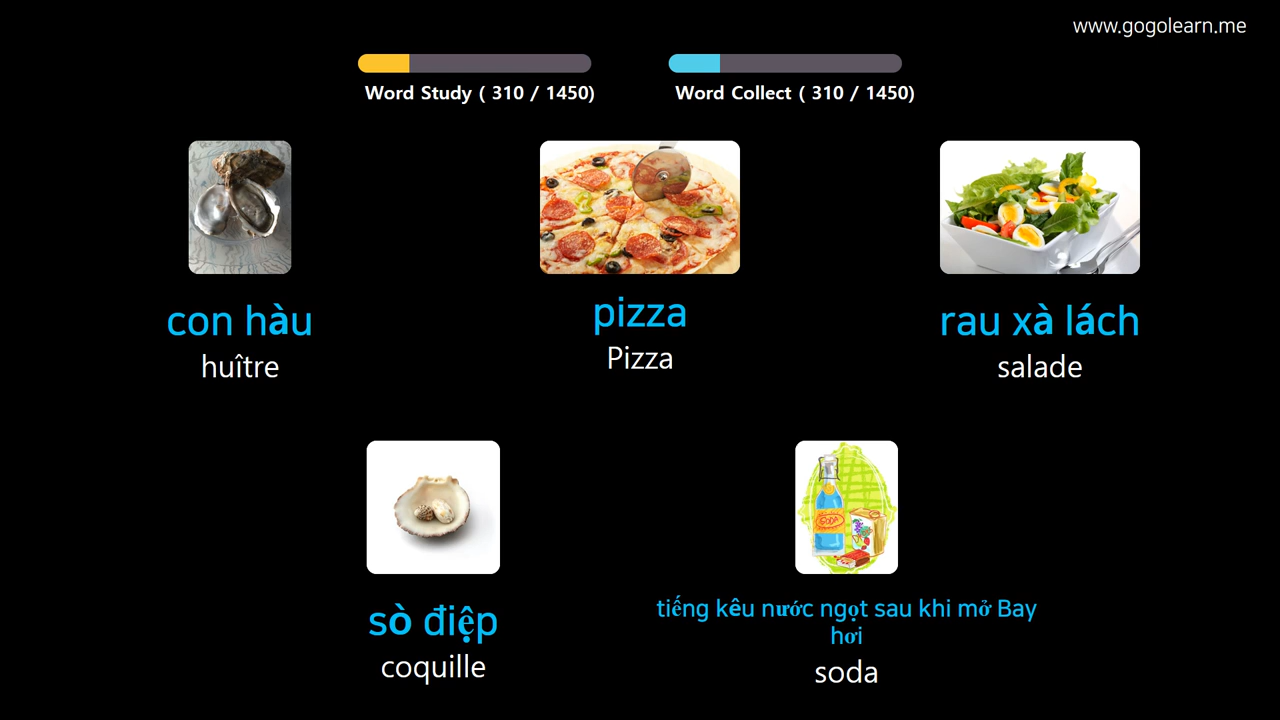 www.gogolearn.me
Word Study ( 310 / 1450)
Word Collect ( 310 / 1450)
con hàu
huître
pizza
Pizza
rau xà lách
salade
sò điệp
coquille
SODA
tiếng kêu nước ngọt sau khi mở Bay
hơi
soda